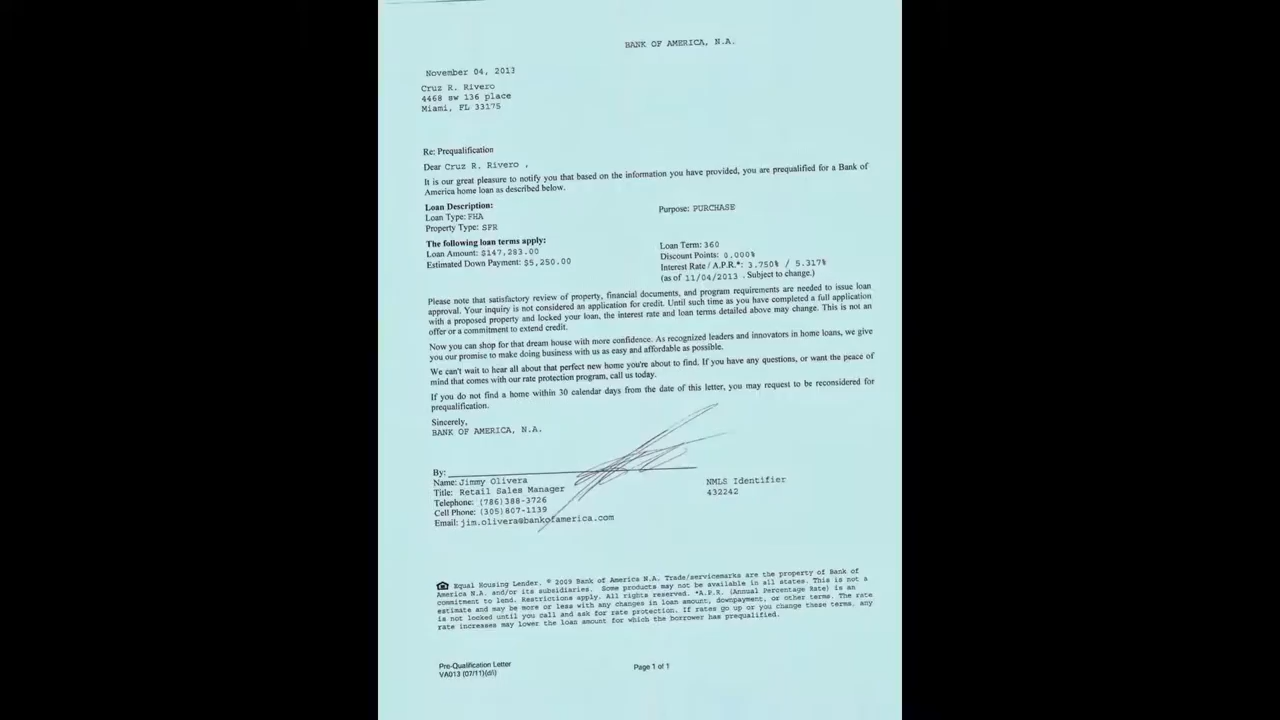 BANK OF AMERICA, N.A.
November 04, 2013
Cruz R. Rivero
4468 sw 136 place
Miami, FL 33175
Re: Prequalification
Dear Cruz R. Rivero ,
It is our great pleasure to notify you that based on the information you have provided, you are prequalified for a Bank of
America home loan as described below.
Loan Description:
Loan Type: FHA
Purpose: PURCHASE
Property Type: SFR
The following loan terms apply:
Loan Amount: $147,283.00
Loan Term: 360
Estimated Down Payment: $5,250.00
Discount Points: 0.000%
Interest Rate / A.P.R.*: 3.750% / 5.317%
(as of 11/04/2013 . Subject to change.)
Please note that satisfactory review of property, financial documents, and program requirements are needed to issue loan
approval. Your inquiry is not considered an application for credit. Until such time as you have completed a full application
with a proposed property and locked your loan, the interest rate and loan terms detailed above may change. This is not an
offer or a commitment to extend credit.
Now you can shop for that dream house with more confidence. As recognized leaders and innovators in home loans, we give
you our promise to make doing business with us as easy and affordable as possible.
We can't wait to hear all about that perfect new home you're about to find. If you have any questions, or want the peace of
mind that comes with our rate protection program, call us today.
If you do not find a home within 30 calendar days from the date of this letter, you may request to be reconsidered for
prequalification.
Sincerely,
BANK OF AMERICA, N.A.
By:
Name: Jimmy Olivera
Title: Retail Sales Manager
Telephone: (786)388-3726
Cell Phone: (305)807-1139
Email: jim.olivera@bankofamerica.com
NMLS Identifier
432242
Equal Housing Lender. © 2009 Bank of America N.A. Trade/servicemarks are the property of Bank of
America N.A. and/or its subsidiaries. Some products may not be available in all states. This is not a
commitment to lend. Restrictions apply. All rights reserved. *A.P.R. (Annual Percentage Rate) is an
estimate and may be more or less with any changes in loan amount, downpayment, or other terms. The rate
is not locked until you call and ask for rate protection. If rates go up or you change these terms, any
rate increases may lower the loan amount for which the borrower has prequalified.
Pre-Qualification Letter
VA013 (07/11)(d/i)
Page 1 of 1